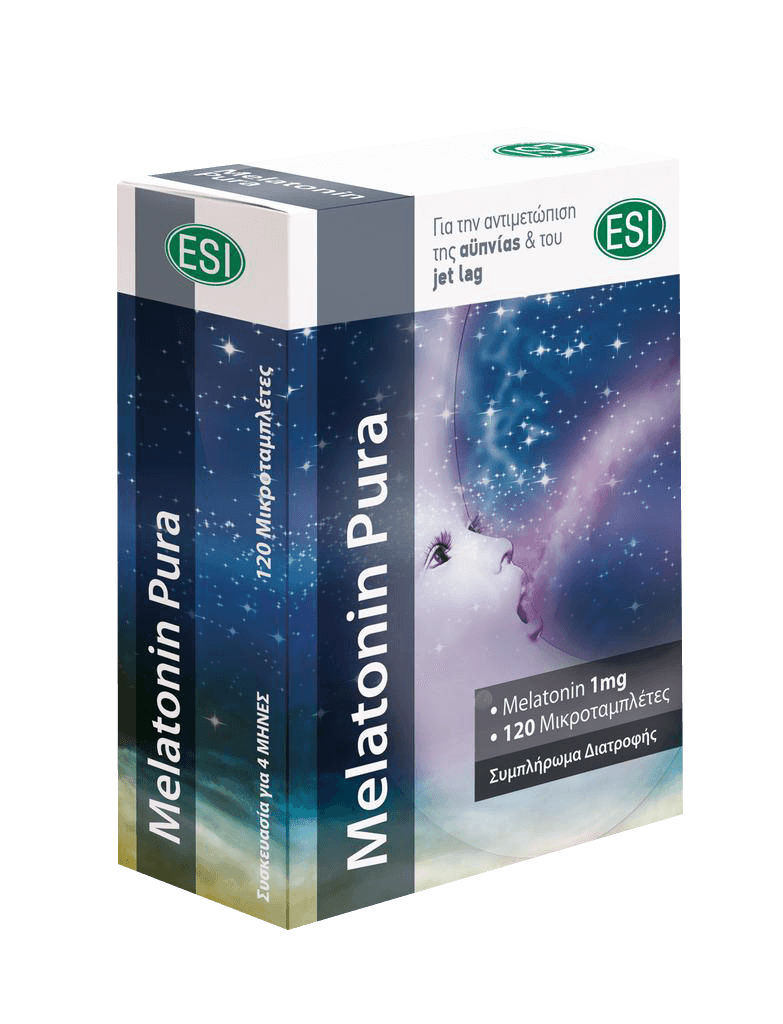 Melatonin
Pura
ESI
ESI
Για την αντιμετώπιση
της αϋπνίας & του
jet lag
ESI
Melatonin Pura
120 Μικροταμπλέτες
Συσκευασία για 4 ΜΗΝΕΣ
Melatonin Pura
• Melatonin 1mg
• 120 Μικροταμπλέτες
Συμπλήρωμα Διατροφής